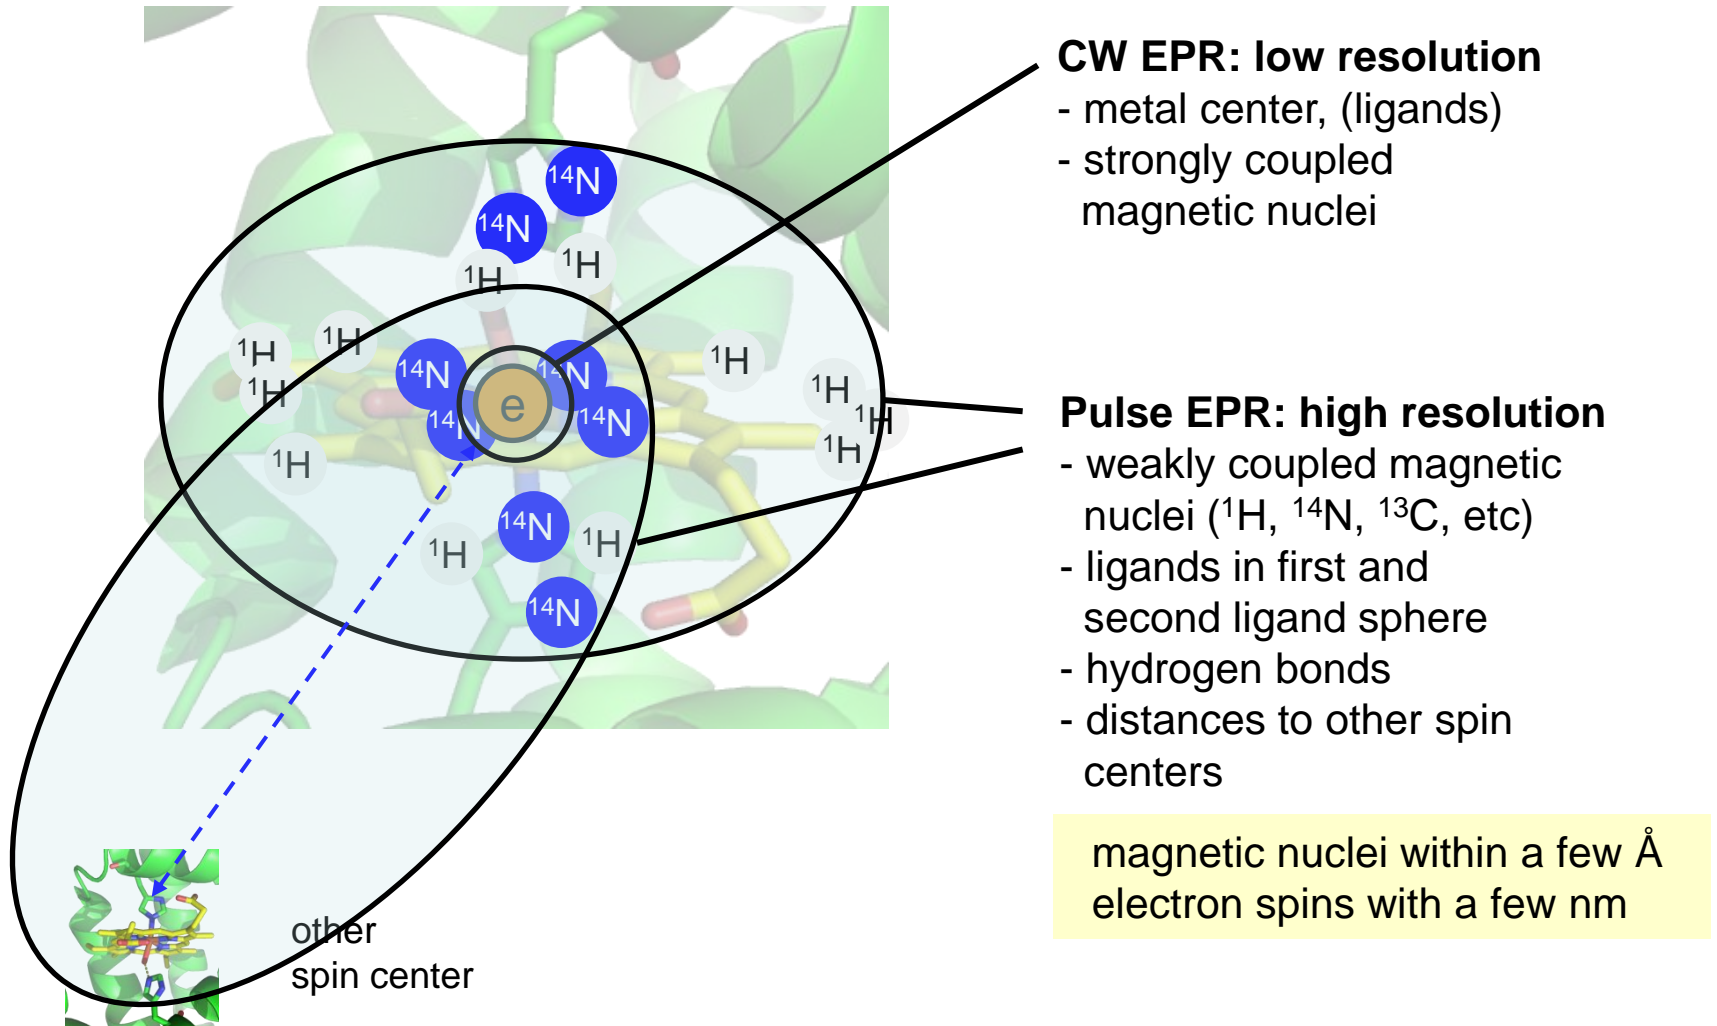 CW EPR: low resolution
- metal center, (ligands)
- strongly coupled
magnetic nuclei
Pulse EPR: high resolution
- weakly coupled magnetic
nuclei (¹H, ¹⁴N, ¹³C, etc)
- ligands in first and
second ligand sphere
- hydrogen bonds
- distances to other spin
centers
magnetic nuclei within a few Å
electron spins with a few nm
¹⁴N
¹⁴N
¹H
¹H
¹H
¹H
¹H
¹⁴N
¹⁴N
¹H
¹H
¹H
¹H
e
¹⁴N
¹⁴N
¹H
¹⁴N
¹H
¹H
¹⁴N
other
spin center